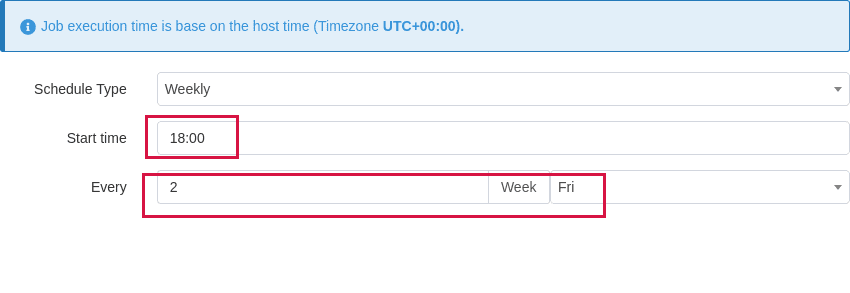 Job execution time is base on the host time (Timezone UTC+00:00).
Schedule Type Weekly
Start time 18:00
Every 2 Week Fri